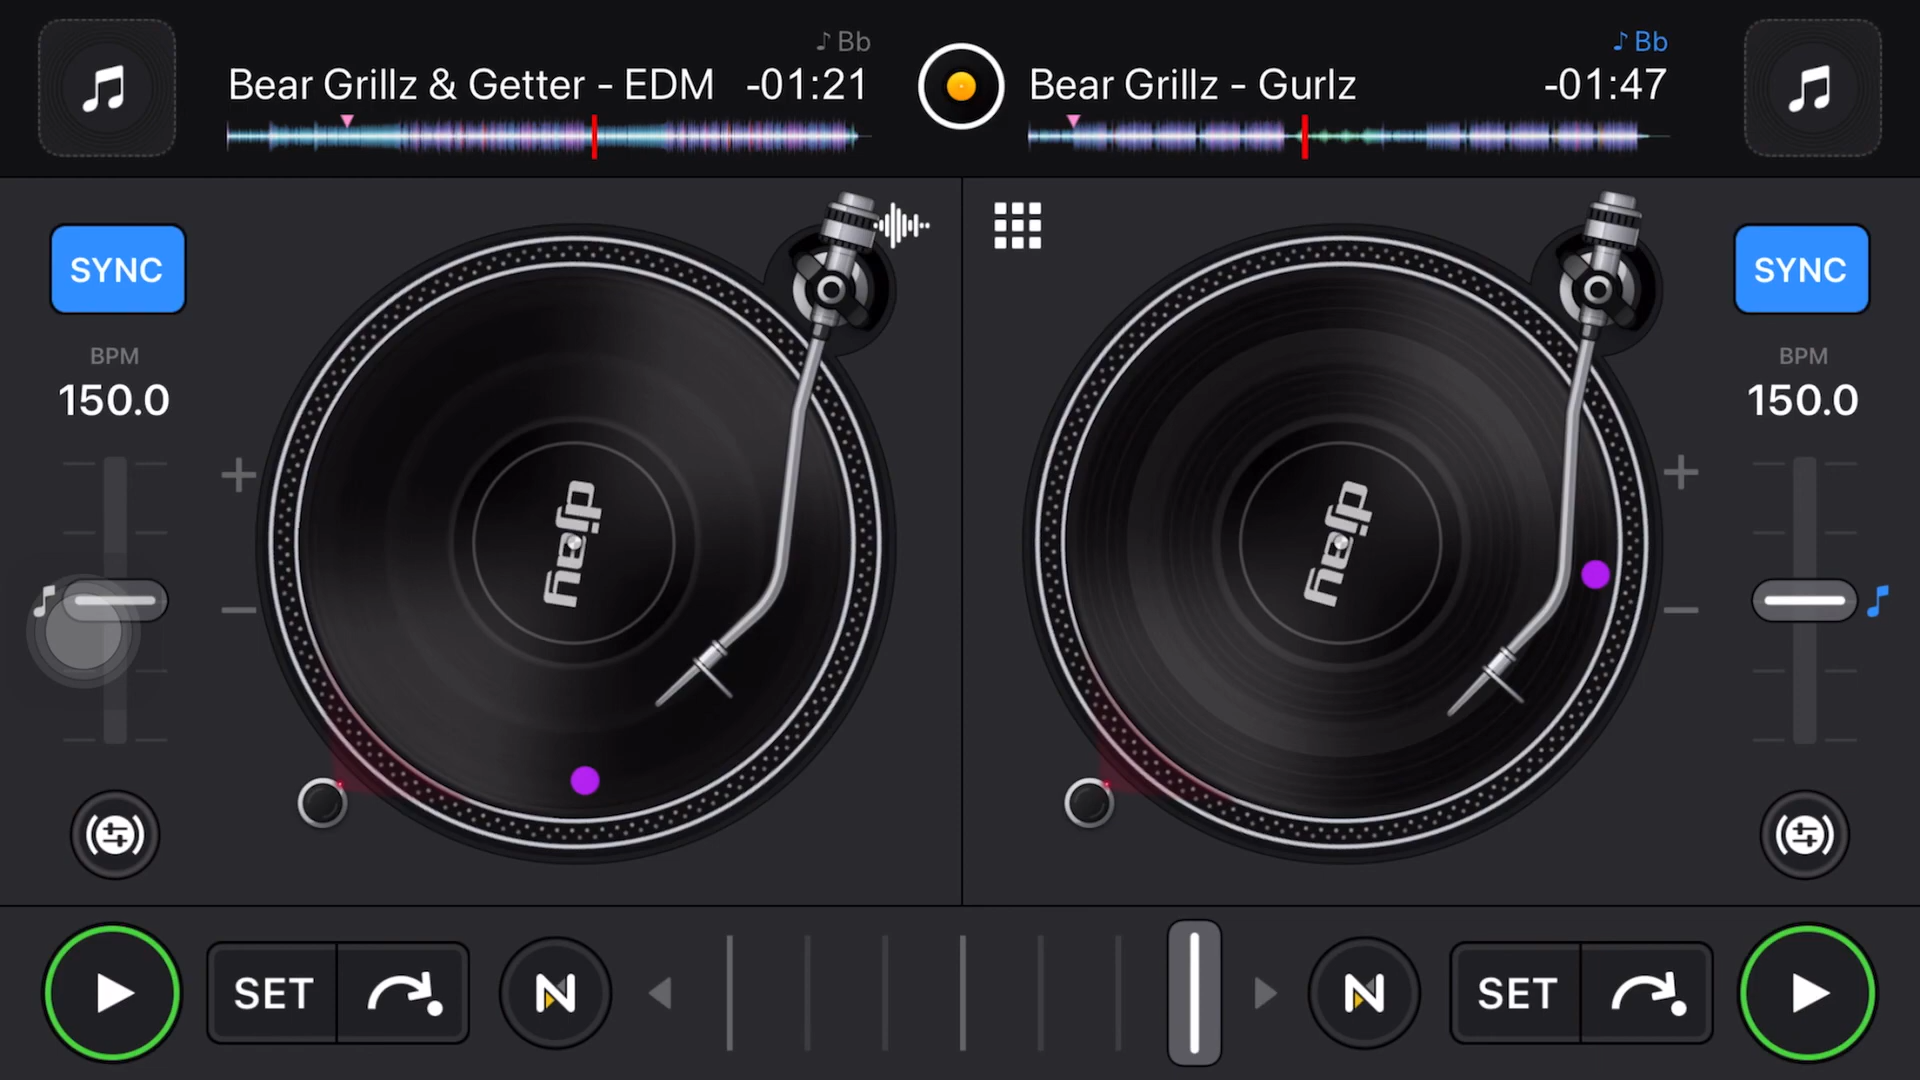 ♪ Bb
Bear Grillz & Getter - EDM -01:21
♪ Bb
Bear Grillz - Gurlz -01:47
SYNC
BPM
150.0
djay
djay
SYNC
BPM
150.0
SET
SET